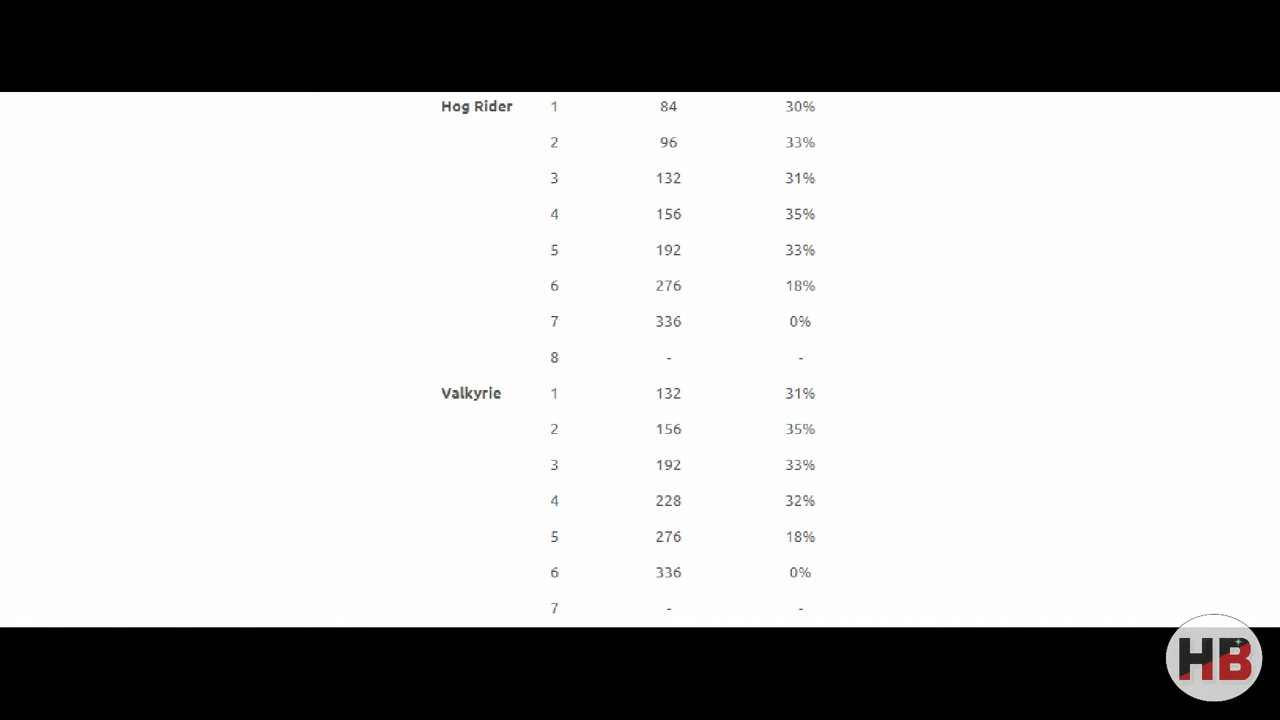 Hog Rider 1 84 30%
2 96 33%
3 132 31%
4 156 35%
5 192 33%
6 276 18%
7 336 0%
8 - -
Valkyrie 1 132 31%
2 156 35%
3 192 33%
4 228 32%
5 276 18%
6 336 0%
7 - -
HB